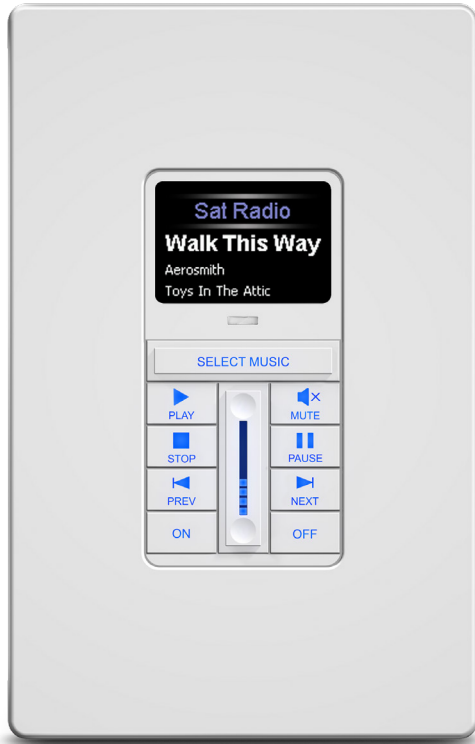 Sat Radio
Walk This Way
Aerosmith
Toys In The Attic
SELECT MUSIC
PLAY
MUTE
STOP
PAUSE
PREV
NEXT
ON
OFF